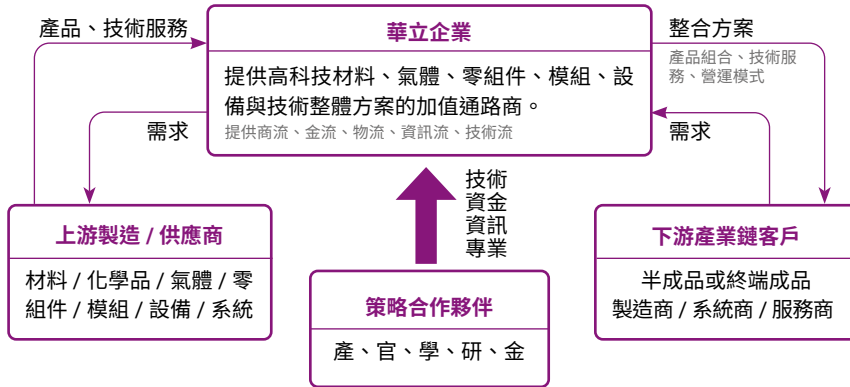 產品、技術服務
華立企業
整合方案
產品組合、技術服
務、營運模式
提供高科技材料、氣體、零組件、模組、設
備與技術整體方案的加值通路商。
提供商流、金流、物流、資訊流、技術流
需求
需求
技術
資金
資訊
專業
上游製造 / 供應商
材料 / 化學品 / 氣體 / 零
組件 / 模組 / 設備 / 系統
策略合作夥伴
產、官、學、研、金
下游產業鏈客戶
半成品或終端成品
製造商 / 系統商 / 服務商